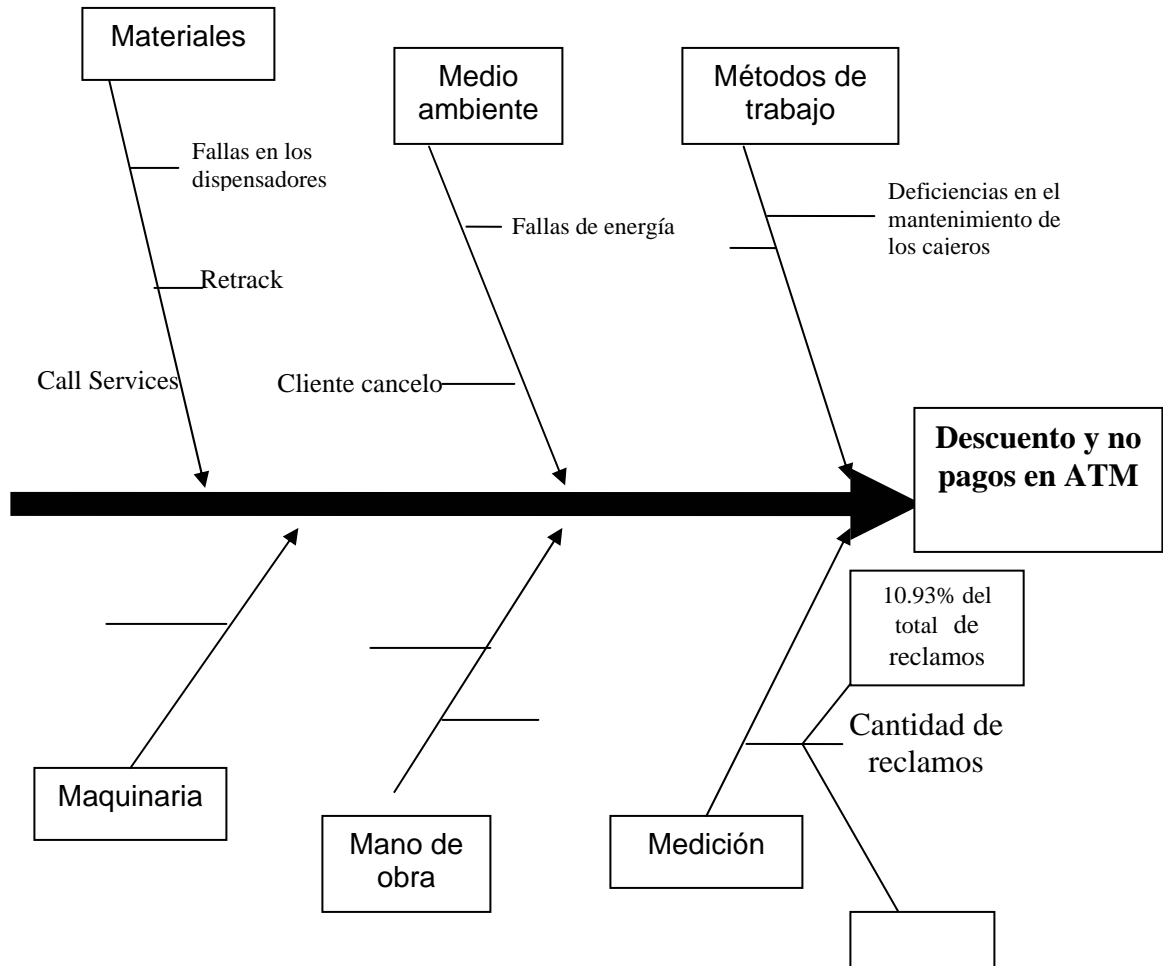 Materiales
Medio
ambiente
Métodos de
trabajo
Fallas en los
dispensadores
Retrack
Call Services
Fallas de energía
Cliente cancelo
Deficiencias en el
mantenimiento de
los cajeros
Descuento y no
pagos en ATM
10.93% del
total de
reclamos
Cantidad de
reclamos
Maquinaria
Mano de
obra
Medición